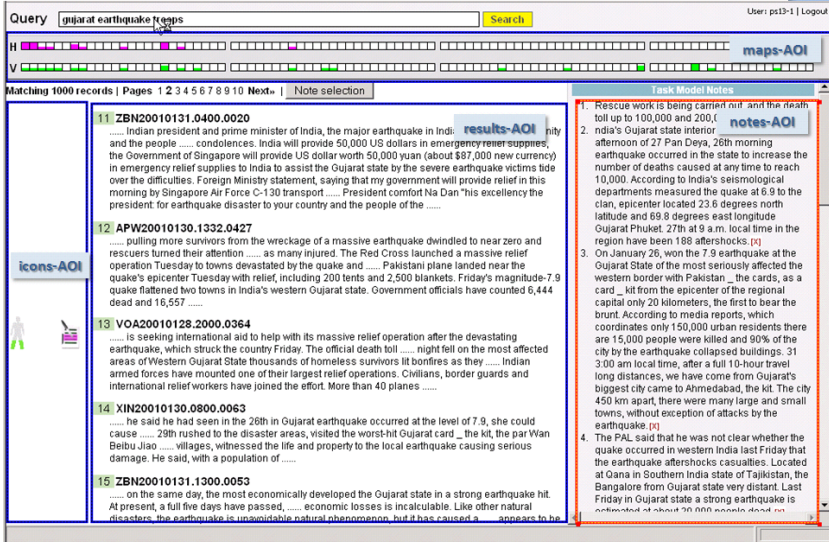 User: ps13-1 | Logout
Query gujarat earthquake troops Search
H
V
maps-AOI
Matching 1000 records | Pages 1 2 3 4 5 6 7 8 9 10 Next» | Note selection
11 ZBN20010131.0400.0020
...... Indian president and prime minister of India, the major earthquake in
and the people ...... condolences. India will provide 50,000 US dollars in emergency relief supplies,
the Government of Singapore will provide US dollar worth 50,000 yuan (about $87,000 new currency)
in emergency relief supplies to India to assist the Gujarat state by the severe earthquake victims tide
over the difficulties. Foreign Ministry statement, saying that my government will provide relief in this
morning by Singapore Air Force C-130 transport ...... President comfort Na Dan "his excellency the
president: for earthquake disaster to your country and the people of the ......
results-AOI
12 APW20010130.1332.0427
...... pulling more survivors from the wreckage of a massive earthquake dwindled to near zero and
rescuers turned their attention ...... as many injured. The Red Cross launched a massive relief
operation Tuesday to towns devastated by the quake and ...... Pakistani plane landed near the
quake's epicenter Tuesday with relief, including 200 tents and 2,500 blankets. Friday's magnitude-7.9
quake flattened two towns in India's western Gujarat state. Government officials have counted 6,444
dead and 16,557 ......
icons-AOI
13 VOA20010128.2000.0364
...... is seeking international aid to help with its massive relief operation after the devastating
earthquake, which struck the country Friday. The official death toll ...... night fell on the most affected
areas of Western Gujarat State thousands of homeless survivors lit bonfires as they ...... Indian
armed forces have mounted one of their largest relief operations. Civilians, border guards and
international relief workers have joined the effort. More than 40 planes ......
14 XIN20010130.0800.0063
...... he said he had seen in the 26th in Gujarat earthquake occurred at the level of 7.9, she could
cause ...... 29th rushed to the disaster areas, visited the worst-hit Gujarat card _ the kit, the par Wan
Beibu Jiao ...... villages, witnessed the life and property to the local earthquake causing serious
damage. He said, with a population of ......
15 ZBN20010131.1300.0053
...... on the same day, the most economically developed the Gujarat state in a strong earthquake hit.
At present, a full five days have passed, ...... economic losses is incalculable. Like other natural
disasters, the earthquake is unavoidable natural phenomenon, but it has caused a ...... appears to be
Task Model Notes
1. Rescue work is being carried out, and the death
toll up to 100,000 and
notes-AOI
2. ndia's Gujarat state interior
afternoon of 27 Pan Deya, 26th morning
earthquake occurred in the state to increase the
number of deaths caused at any time to reach
10,000. According to India's seismological
departments measured the quake at 6.9 to the
clan, epicenter located 23.6 degrees north
latitude and 69.8 degrees east longitude
Gujarat Phuket. 27th at 9 a.m. local time in the
region have been 188 aftershocks. [X]
3. On January 26, won the 7.9 earthquake at the
Gujarat State of the most seriously affected the
western border with Pakistan _ the cards, as a
card _ kit from the epicenter of the regional
capital only 20 kilometers, the first to bear the
brunt. According to media reports, which
coordinates only 150,000 urban residents there
are 15,000 people were killed and 90% of the
city by the earthquake collapsed buildings. 31
3:00 am local time, after a full 10-hour travel
long distances, we have come from Gujarat's
biggest city came to Ahmedabad, the kit. The city
450 km apart, there were many large and small
towns, without exception of attacks by the
earthquake. [X]
4. The PAL said that he was not clear whether the
quake occurred in western India last Friday that
the earthquake aftershocks casualties. Located
at Qana in Southern India state of Tajikistan, the
Bangalore from Gujarat state very distant. Last
Friday in Gujarat state a strong earthquake is
estimated at about 20,000 people dead. [X]